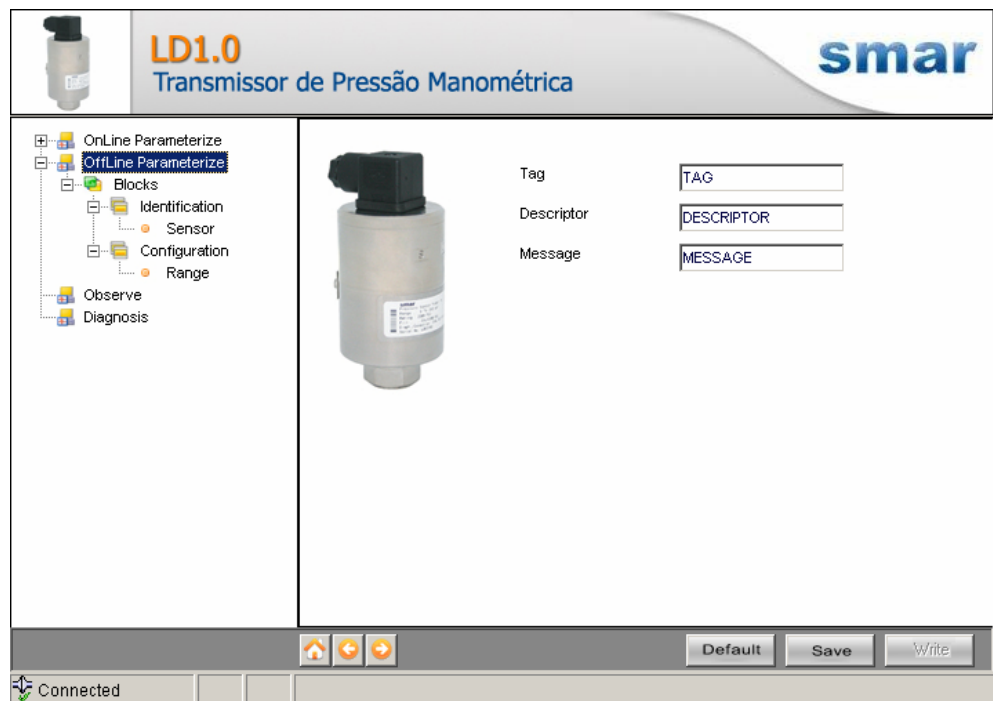 LD1.0
Transmissor de Pressão Manométrica
smar
OnLine Parameterize
OffLine Parameterize
Blocks
Identification
Sensor
Configuration
Range
Observe
Diagnosis
Tag
TAG
Descriptor
DESCRIPTOR
Message
MESSAGE
smar
Default
Save
Write
Connected